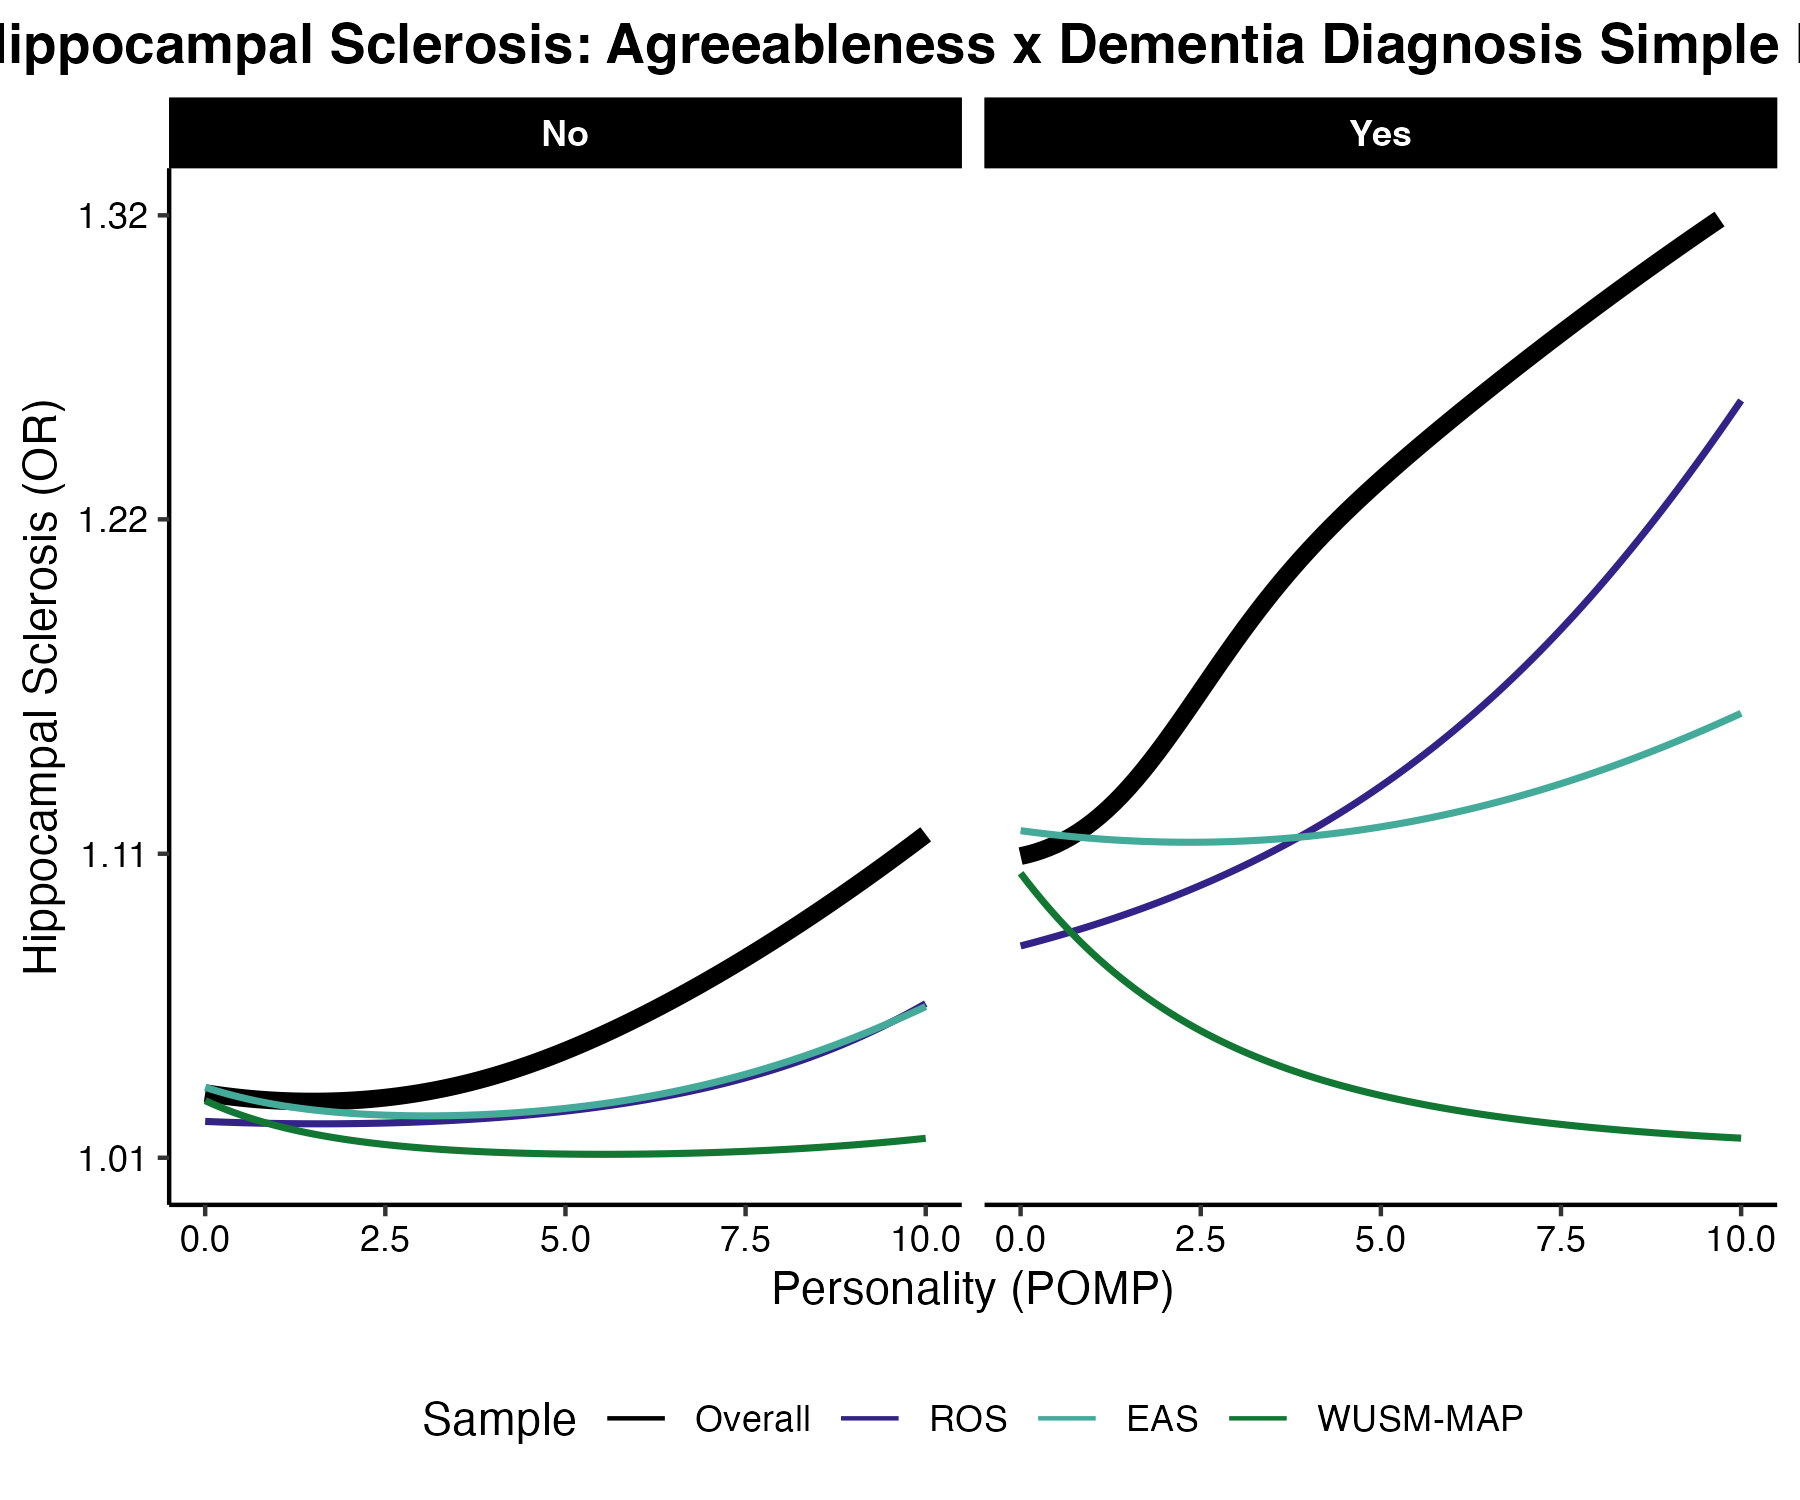 ippocampal Sclerosis: Agreeableness x Dementia Diagnosis Simple
No Yes
Hippocampal Sclerosis (OR)
1.32
1.22
1.11
1.01
0.0 2.5 5.0 7.5 10.0 0.0 2.5 5.0 7.5 10.0
Personality (POMP)
Sample Overall ROS EAS WUSM-MAP